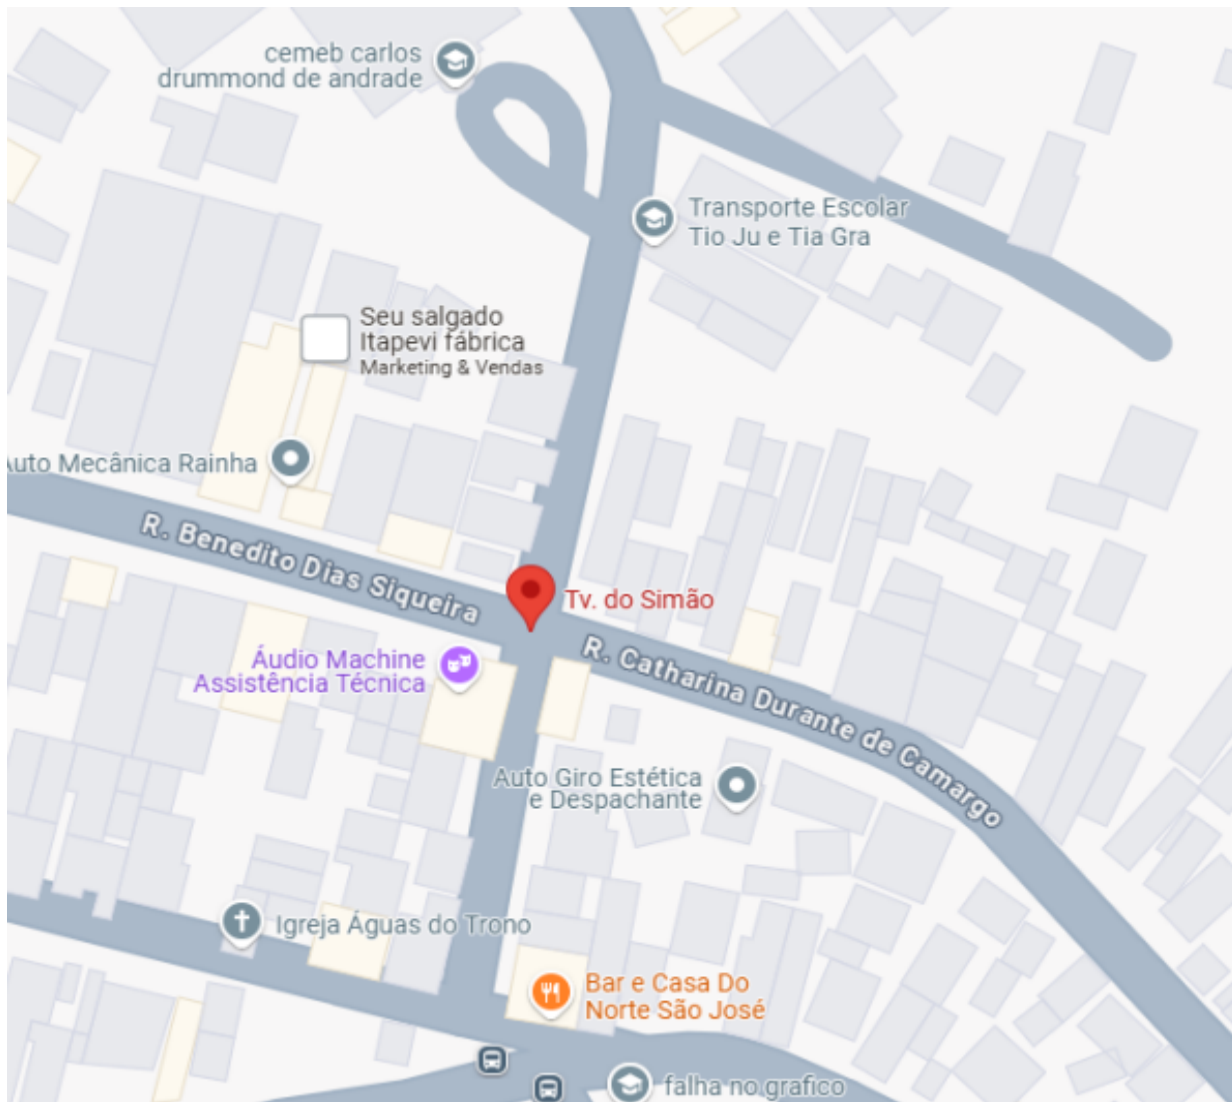 cemeb carlos
drummond de andrade
Transporte Escolar
Tio Ju e Tia Gra
Seu salgado
Itapevi fábrica
Marketing & Vendas
Auto Mecânica Rainha
R. Benedito Dias Siqueira
Tv. do Simão
R. Catharina Durante de Camargo
Áudio Machine
Assistência Técnica
Auto Giro Estética
e Despachante
Igreja Águas do Trono
Bar e Casa Do
Norte São José
falha no grafico